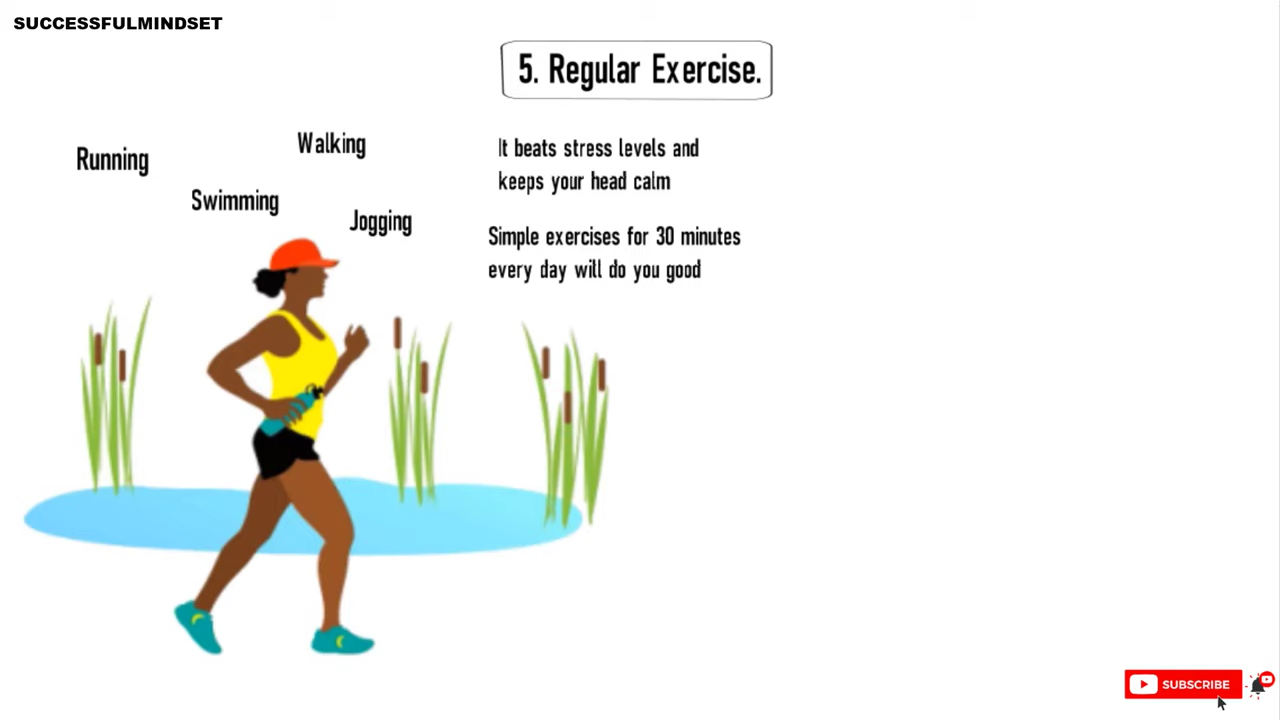 SUCCESSFULMINDSET
5. Regular Exercise.
Walking
Running
Swimming
Jogging
It beats stress levels and
keeps your head calm
Simple exercises for 30 minutes
every day will do you good
SUBSCRIBE